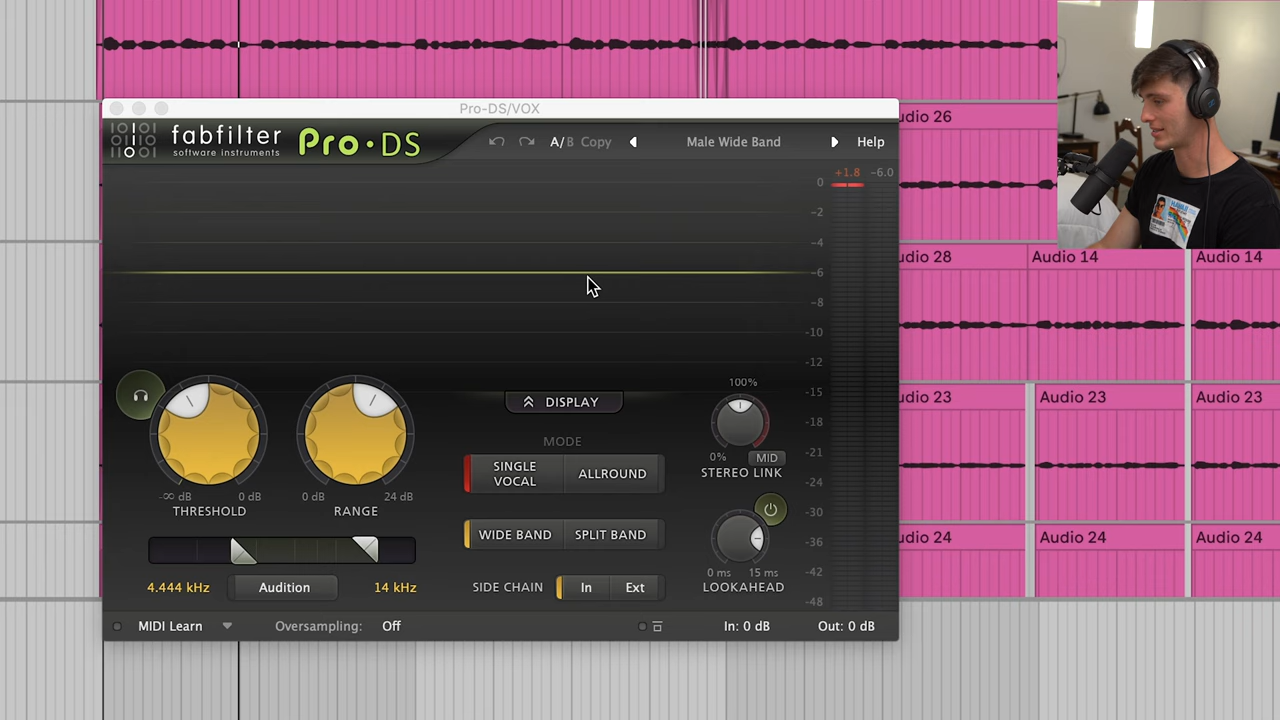 Pro-DS/VOX
fabfilter
software instruments
Pro·DS
A/B Copy
Male Wide Band
Help
udio 26
+1.8 -6.0
0
-2
-4
-6
-8
-10
-12
-15
-18
-21
-24
-30
-36
-42
-48
udio 28
Audio 14
Audio 14
DISPLAY
MODE
SINGLE
VOCAL
ALLROUND
WIDE BAND
SPLIT BAND
SIDE CHAIN
In
Ext
100%
0%
MID
STEREO LINK
0 ms 15 ms
LOOKAHEAD
-∞ dB 0 dB
THRESHOLD
0 dB 24 dB
RANGE
4.444 kHz
Audition
14 kHz
udio 23
Audio 23
Audio 23
udio 24
Audio 24
Audio 24
MIDI Learn
Oversampling: Off
In: 0 dB
Out: 0 dB